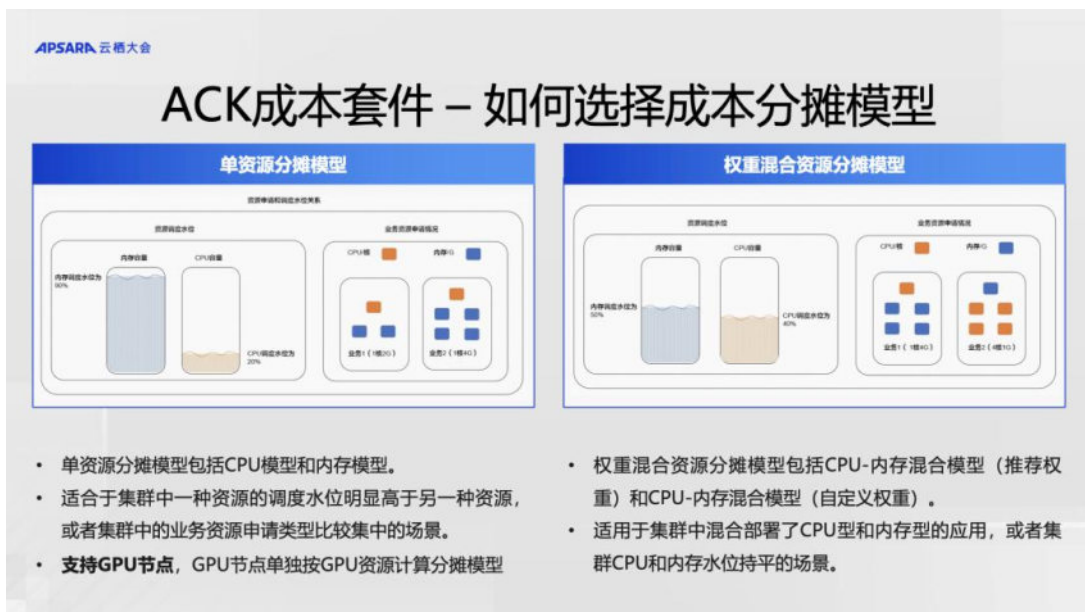 APSARA 云栖大会
ACK成本套件 – 如何选择成本分摊模型
单资源分摊模型
资源申请和调度水位关系
资源调度水位
业务资源申请情况
内存容量
CPU容量
CPU/核
内存/G
内存调度水位为
90%
CPU调度水位为
20%
业务1（1核2G）
业务2（1核4G）
• 单资源分摊模型包括CPU模型和内存模型。
• 适合于集群中一种资源的调度水位明显高于另一种资源，
或者集群中的业务资源申请类型比较集中的场景。
• 支持GPU节点，GPU节点单独按GPU资源计算分摊模型
权重混合资源分摊模型
资源调度水位
业务资源申请情况
内存容量
CPU容量
CPU/核
内存/G
内存调度水位为
50%
CPU调度水位为
40%
业务1（1核4G）
业务2（4核1G）
• 权重混合资源分摊模型包括CPU-内存混合模型（推荐权
重）和CPU-内存混合模型（自定义权重）。
• 适用于集群中混合部署了CPU型和内存型的应用，或者集
群CPU和内存水位持平的场景。